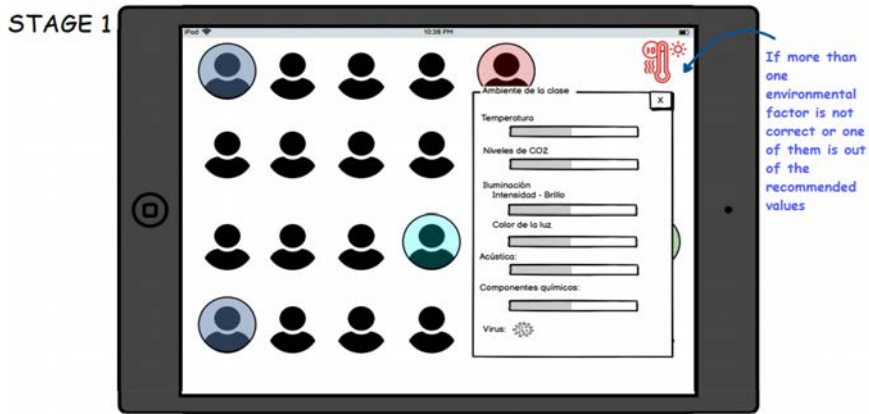 STAGE 1
iPod
10:38 PM
If more than
one
environmental
factor is not
correct or one
of them is out
of the
recommended
values
Ambiente de la clase
X
Temperatura
Niveles de CO2
Iluminación
Intensidad - Brillo
Color de la luz
Acústica:
Componentes químicos:
Virus: